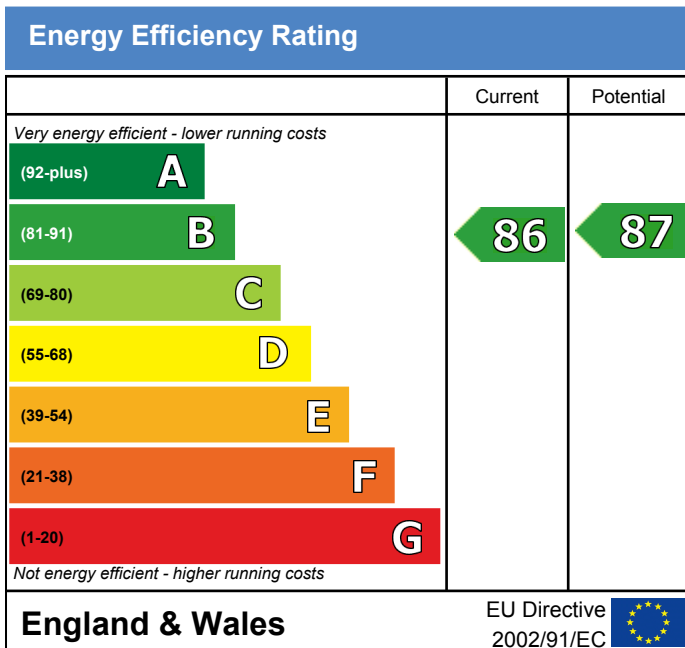 Energy Efficiency Rating
Current Potential
Very energy efficient - lower running costs
(92-plus) A
(81-91) B 86 87
(69-80) C
(55-68) D
(39-54) E
(21-38) F
(1-20) G
Not energy efficient - higher running costs
England & Wales
EU Directive
2002/91/EC